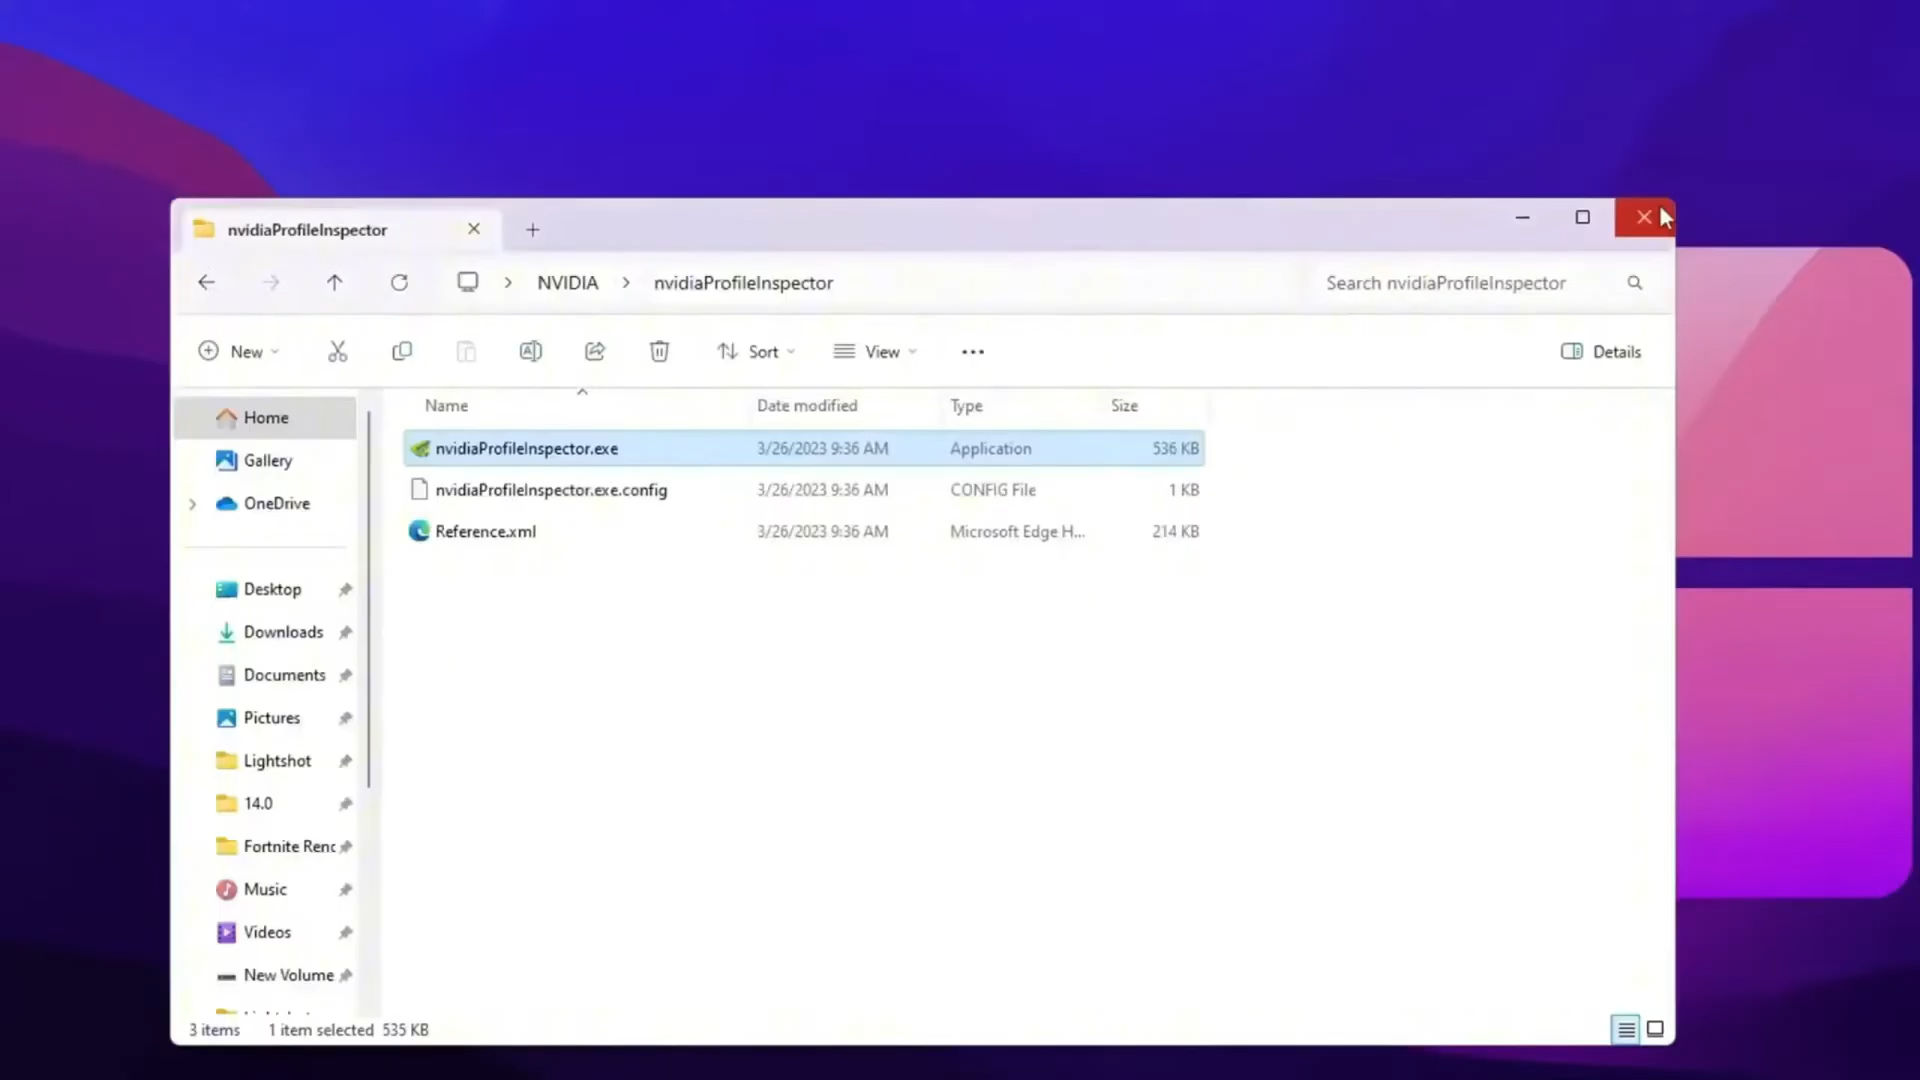 nvidiaProfileInspector
NVIDIA > nvidiaProfileInspector
Search nvidiaProfileInspector
New
Sort
View
Details
Name Date modified Type Size
nvidiaProfileInspector.exe 3/26/2023 9:36 AM Application 536 KB
nvidiaProfileInspector.exe.config 3/26/2023 9:36 AM CONFIG File 1 KB
Reference.xml 3/26/2023 9:36 AM Microsoft Edge H... 214 KB
Home
Gallery
OneDrive
Desktop
Downloads
Documents
Pictures
Lightshot
14.0
Fortnite Renc
Music
Videos
New Volume
3 items 1 item selected 535 KB